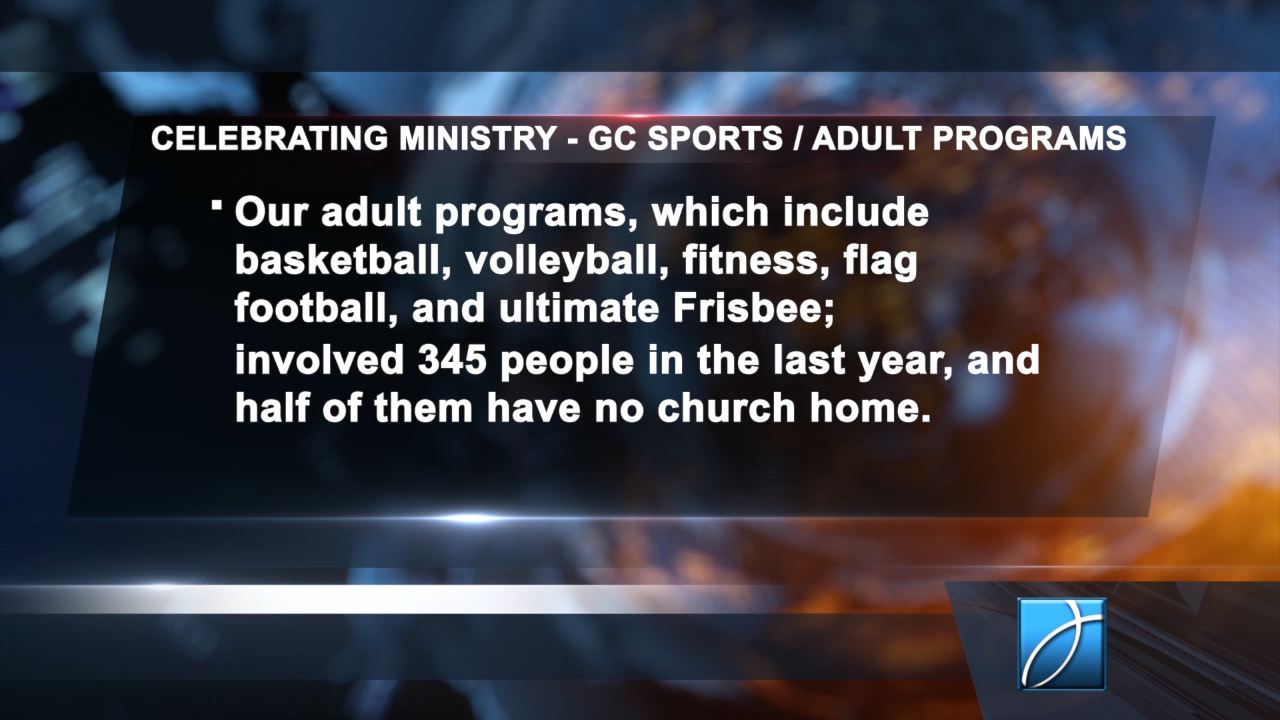 CELEBRATING MINISTRY - GC SPORTS / ADULT PROGRAMS
▪ Our adult programs, which include
basketball, volleyball, fitness, flag
football, and ultimate Frisbee;
involved 345 people in the last year, and
half of them have no church home.